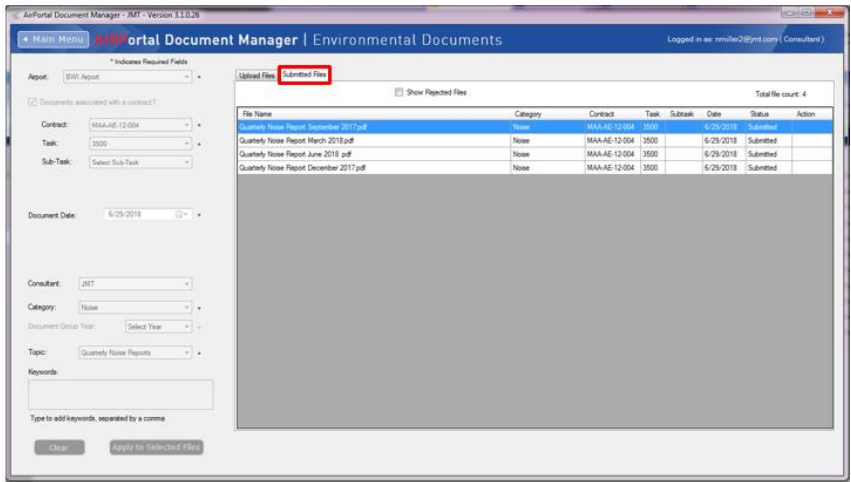 AirPortal Document Manager - JMT - Version 3.1.0.26
Main Menu
AIRPortal Document Manager | Environmental Documents
Logged in as: nmiller2@jmt.com ( Consultant )
* Indicates Required Fields
Airport: BWI Airport *
Documents associated with a contract?
Contract: MAA-AE-12-004 *
Task: 3500 *
Sub-Task: Select Sub-Task
Document Date: 6/29/2018 *
Consultant: JMT
Category: Noise *
Document Group Year: Select Year *
Topic: Quarterly Noise Reports *
Keywords:
Type to add keywords, separated by a comma
Clear Apply to Selected Files
Upload Files Submitted Files
Show Rejected Files Total file count: 4
File Name Category Contract Task Subtask Date Status Action
Quarterly Noise Report September 2017.pdf Noise MAA-AE-12-004 3500 6/29/2018 Submitted
Quarterly Noise Report March 2018.pdf Noise MAA-AE-12-004 3500 6/29/2018 Submitted
Quarterly Noise Report June 2018 .pdf Noise MAA-AE-12-004 3500 6/29/2018 Submitted
Quarterly Noise Report December 2017.pdf Noise MAA-AE-12-004 3500 6/29/2018 Submitted